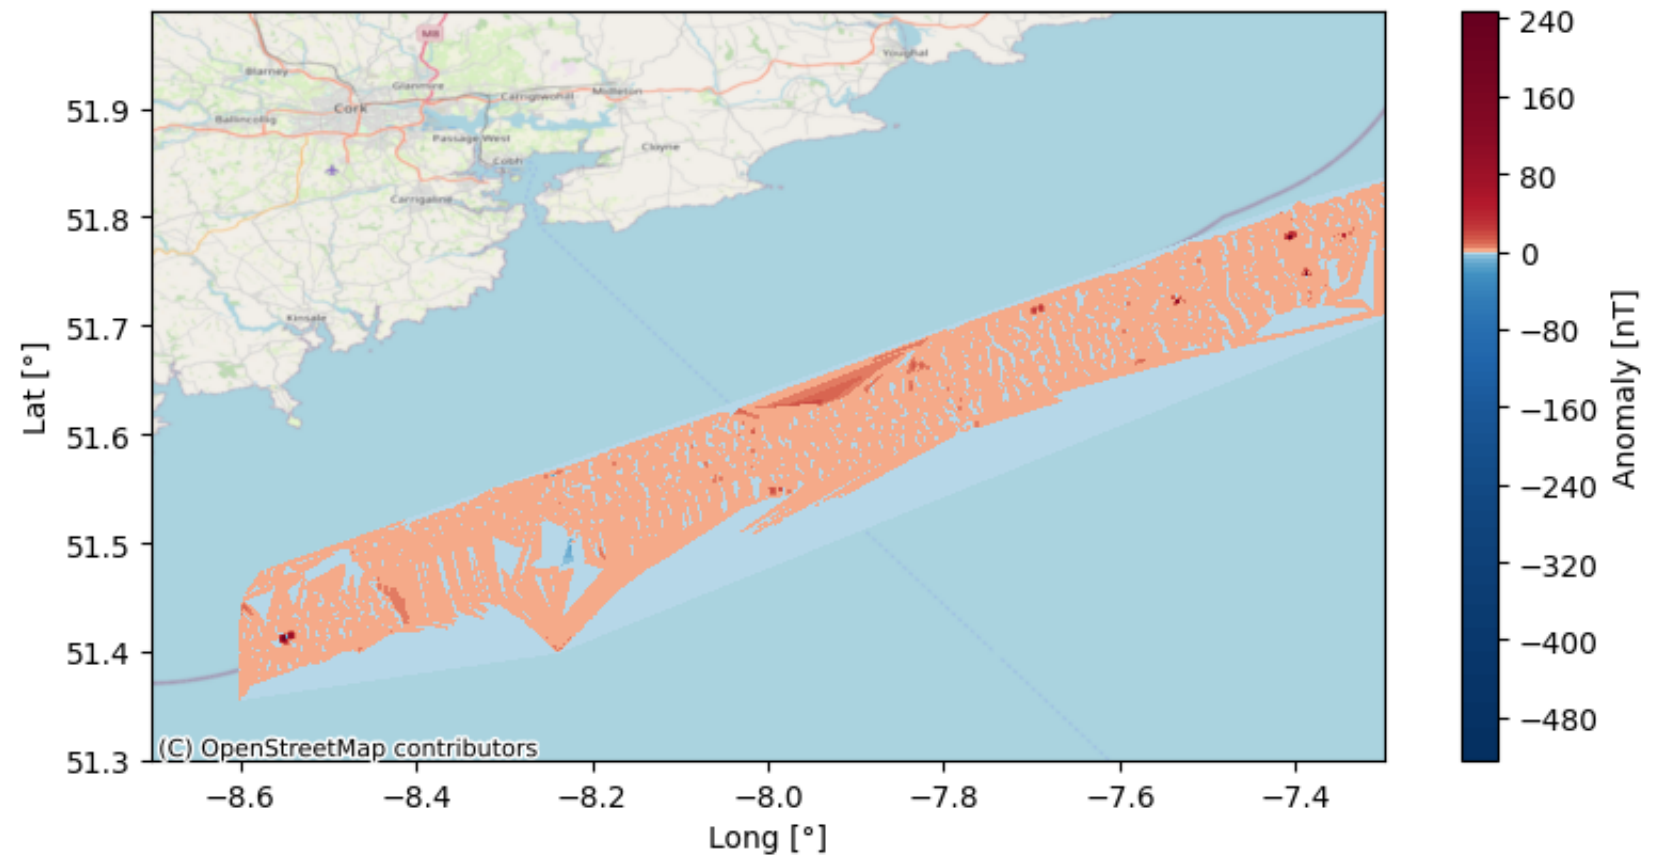 M8
Youghal
Blarney
Glanmire
Cork
Carrigtwohill
Midleton
Ballincollig
Passage West
Cloyne
Cobh
Carrigaline
Kinsale
51.9
51.8
51.7
51.6
51.5
51.4
51.3
Lat [°]
(C) OpenStreetMap contributors
−8.6 −8.4 −8.2 −8.0 −7.8 −7.6 −7.4
Long [°]
240
160
80
0
−80
−160
−240
−320
−400
−480
Anomaly [nT]